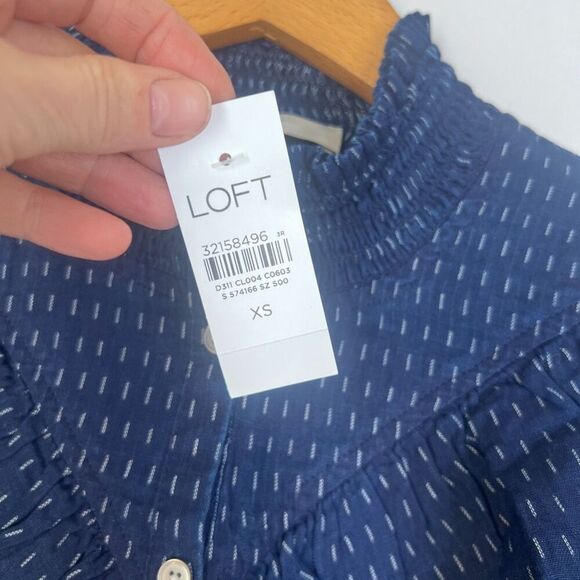 LOFT
32158496 3R
D311 CL004 C0603
S 574166 SZ 500
XS